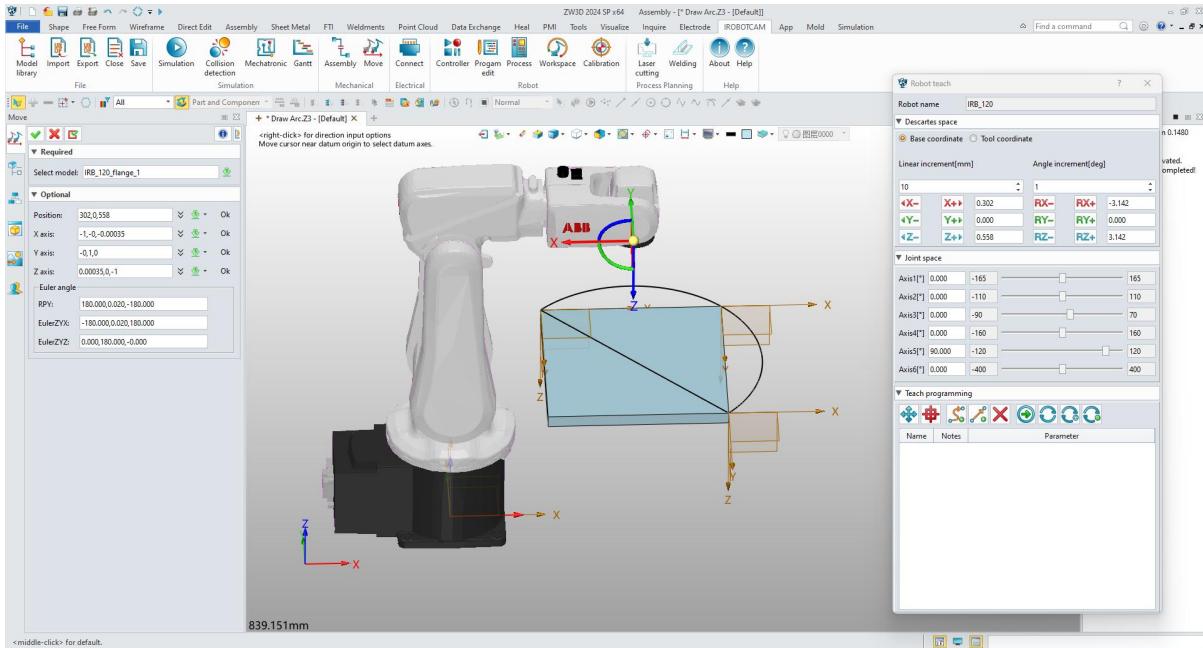 ZW3D 2024 SP x64 Assembly - [* Draw Arc.Z3 - [Default]]
File Shape Free Form Wireframe Direct Edit Assembly Sheet Metal FTI Weldments Point Cloud Data Exchange Heal PMI Tools Visualize Inquire Electrode IROBOTCAM App Mold Simulation Find a command
Model library Import Export Close Save Simulation Collision detection Mechatronic Gantt Assembly Move Connect Controller Progam edit Process Workspace Calibration Laser cutting Welding About Help
File Simulation Mechanical Electrical Robot Process Planning Help
All Part and Component Normal
Move
+ * Draw Arc.Z3 - [Default] X +
<right-click> for direction input options
Move cursor near datum origin to select datum axes.
图层0000
Required
Select model: IRB_120_flange_1
Optional
Position: 302,0,558 Ok
X axis: -1,-0,-0.00035 Ok
Y axis: -0,1,0 Ok
Z axis: 0.00035,0,-1 Ok
Euler angle
RPY: 180.000,0.020,-180.000
EulerZYX: -180.000,0.020,180.000
EulerZYZ: 0.000,180.000,-0.000
Y
ABB
X
Z
X
Z
X
Y
Z
X
Z
X
839.151mm
Robot teach ? X
Robot name IRB_120
Descartes space
Base coordinate Tool coordinate
Linear increment[mm] Angle increment[deg]
10 1
X- X+ 0.302 RX- RX+ -3.142
Y- Y+ 0.000 RY- RY+ 0.000
Z- Z+ 0.558 RZ- RZ+ 3.142
Joint space
Axis1[°] 0.000 -165 165
Axis2[°] 0.000 -110 110
Axis3[°] 0.000 -90 70
Axis4[°] 0.000 -160 160
Axis5[°] 90.000 -120 120
Axis6[°] 0.000 -400 400
Teach programming
Name Notes Parameter
n 0.1480
vated.
ompleted!
<middle-click> for default.